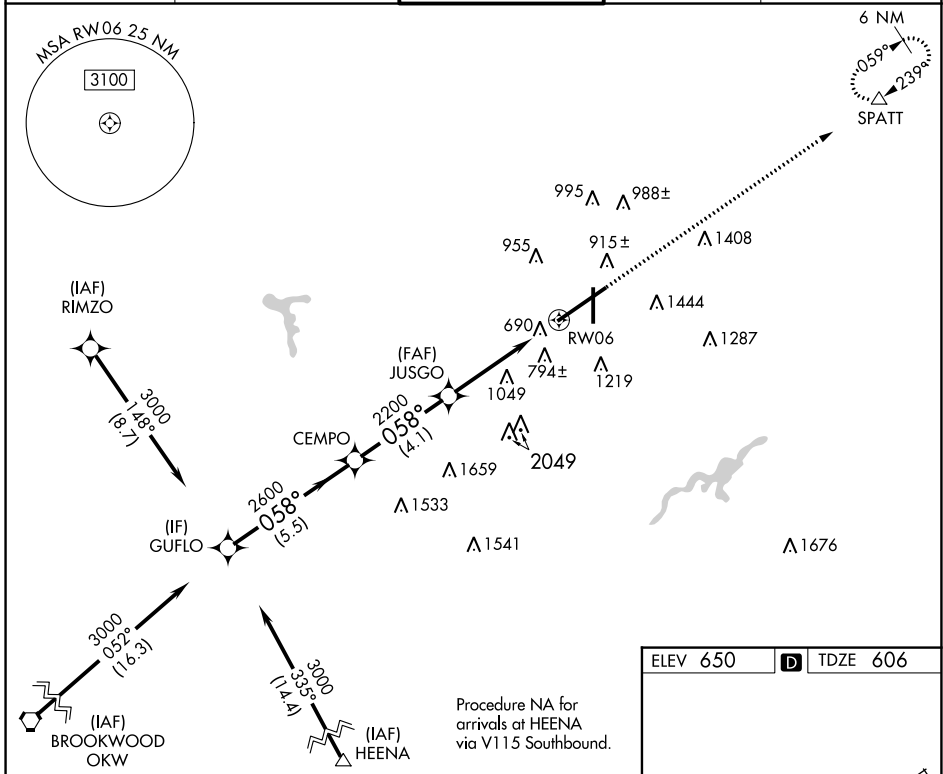 MSA RW06 25 NM
3100
6 NM
059°
239°
SPATT
995
988±
955
915±
1408
(IAF)
RIMZO
690
1444
RW06
1287
(FAF)
JUSGO
794±
1219
1049
3000
148°
(8.7)
2200
058°
(4.1)
CEMPO
2049
1659
2600
058°
(5.5)
1533
(IF)
GUFLO
1541
1676
3000
052°
(16.3)
3000
335°
(14.4)
ELEV 650
D
TDZE 606
Procedure NA for
arrivals at HEENA
via V115 Southbound.
(IAF)
BROOKWOOD
OKW
(IAF)
HEENA